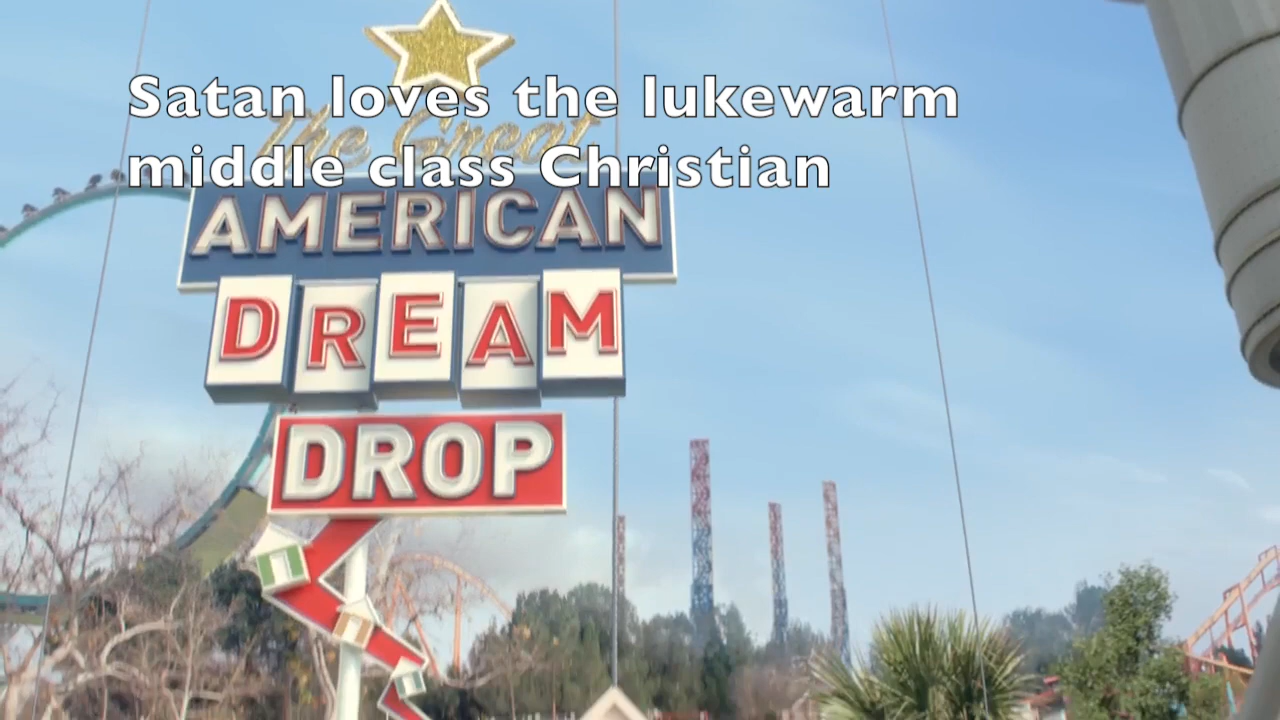 Satan loves the lukewarm
the Great
middle class Christian
AMERICAN
DREAM
DROP